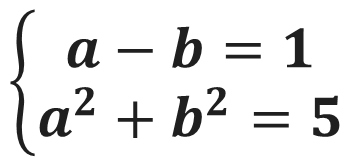 a − b = 1
a² + b² = 5